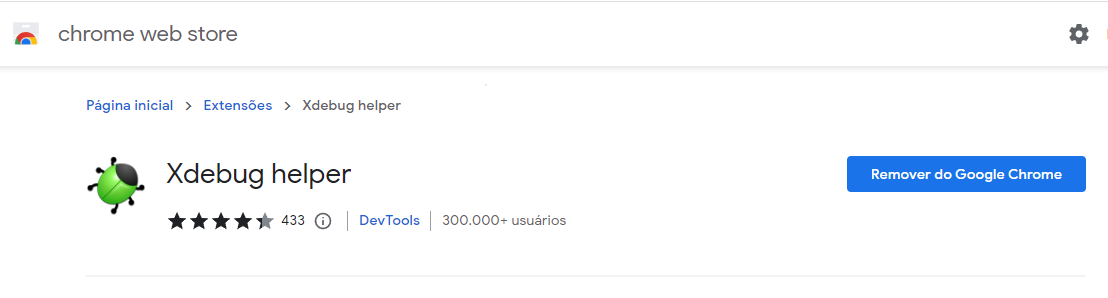 chrome web store
Página inicial > Extensões > Xdebug helper
Xdebug helper
Remover do Google Chrome
433 DevTools 300.000+ usuários